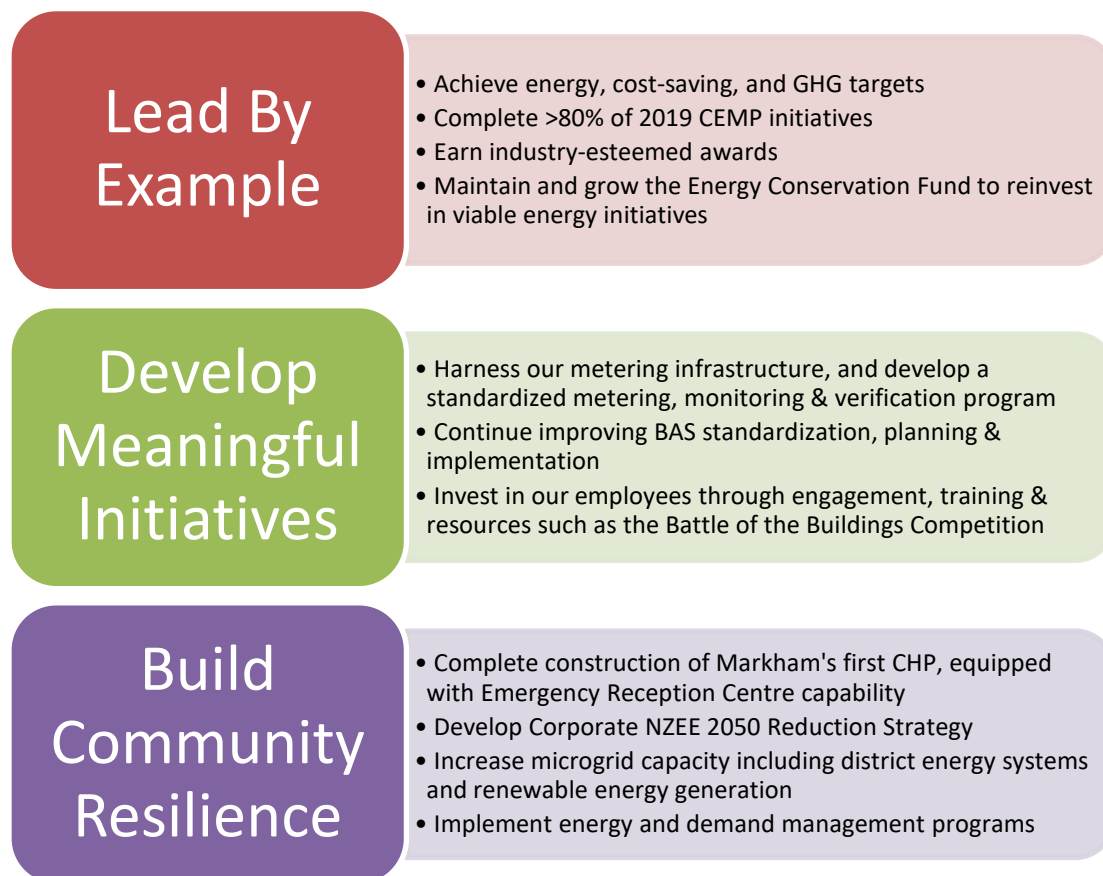 Lead By
Example
• Achieve energy, cost-saving, and GHG targets
• Complete >80% of 2019 CEMP initiatives
• Earn industry-esteemed awards
• Maintain and grow the Energy Conservation Fund to reinvest
in viable energy initiatives
Develop
Meaningful
Initiatives
• Harness our metering infrastructure, and develop a
standardized metering, monitoring & verification program
• Continue improving BAS standardization, planning &
implementation
• Invest in our employees through engagement, training &
resources such as the Battle of the Buildings Competition
Build
Community
Resilience
• Complete construction of Markham's first CHP, equipped
with Emergency Reception Centre capability
• Develop Corporate NZEE 2050 Reduction Strategy
• Increase microgrid capacity including district energy systems
and renewable energy generation
• Implement energy and demand management programs